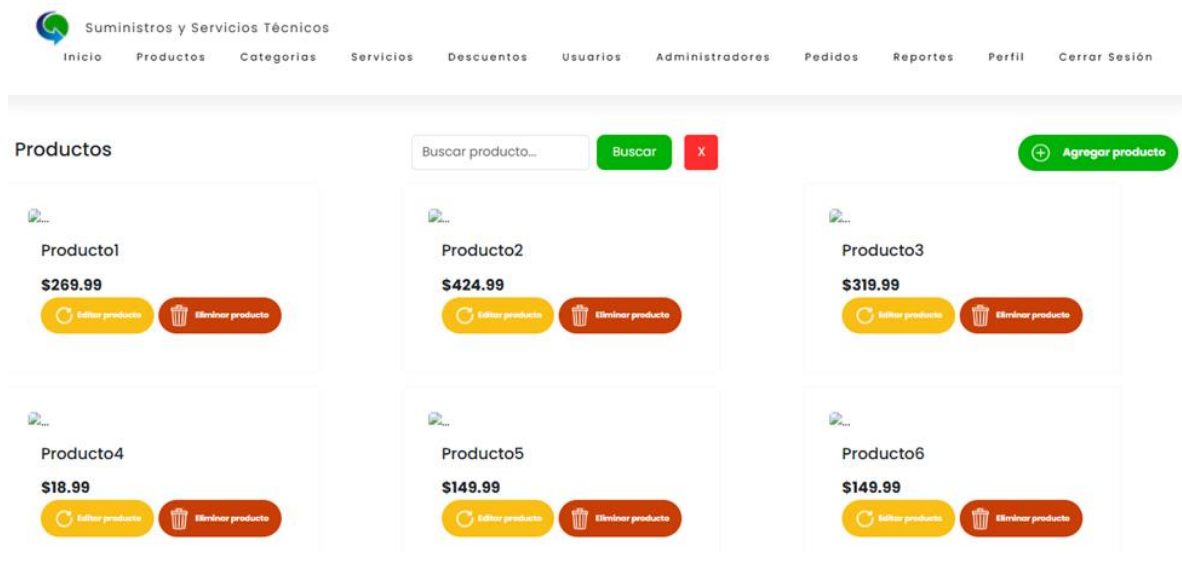 Suministros y Servicios Técnicos
Inicio Productos Categorias Servicios Descuentos Usuarios Administradores Pedidos Reportes Perfil Cerrar Sesión
Productos Buscar producto... Buscar X Agregar producto
... ... ...
Producto1 Producto2 Producto3
$269.99 $424.99 $319.99
Editar producto Eliminar producto Editar producto Eliminar producto Editar producto Eliminar producto
... ... ...
Producto4 Producto5 Producto6
$18.99 $149.99 $149.99
Editar producto Eliminar producto Editar producto Eliminar producto Editar producto Eliminar producto